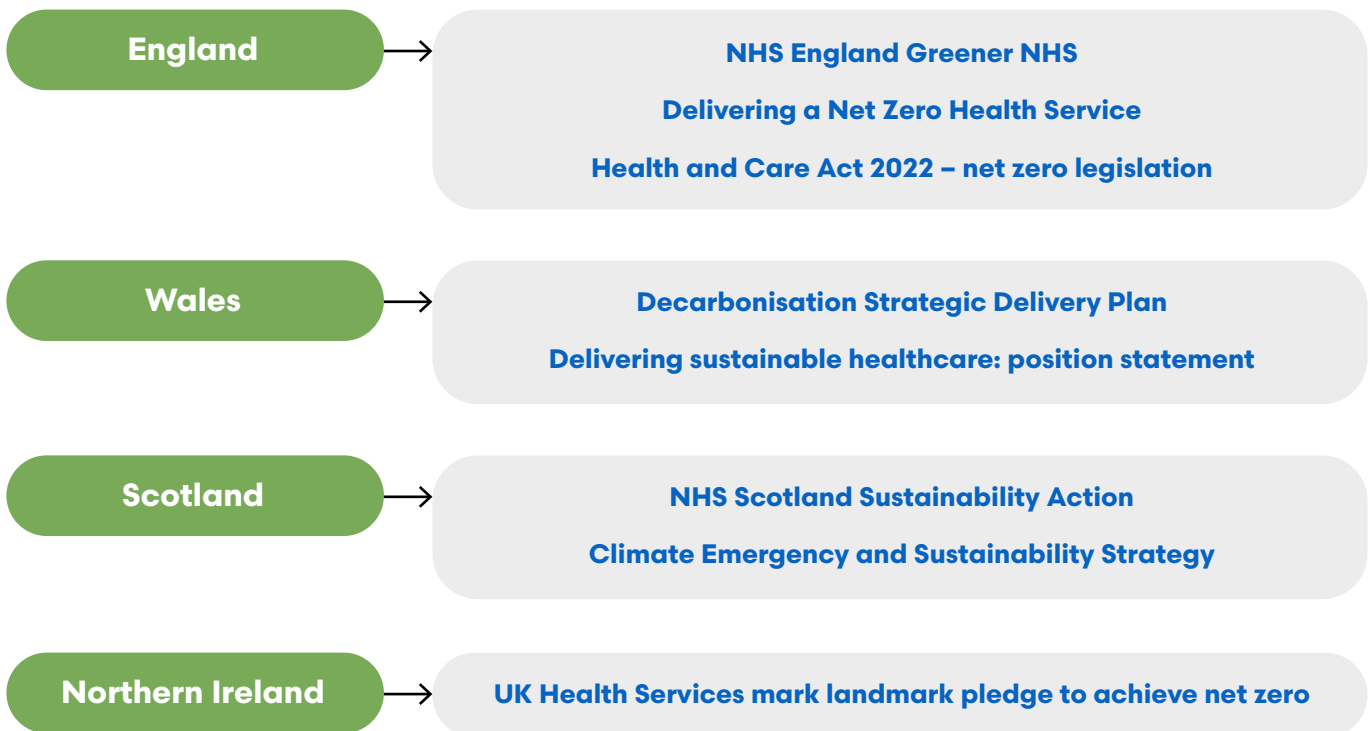 England
NHS England Greener NHS
Delivering a Net Zero Health Service
Health and Care Act 2022 – net zero legislation
Wales
Decarbonisation Strategic Delivery Plan
Delivering sustainable healthcare: position statement
Scotland
NHS Scotland Sustainability Action
Climate Emergency and Sustainability Strategy
Northern Ireland
UK Health Services mark landmark pledge to achieve net zero